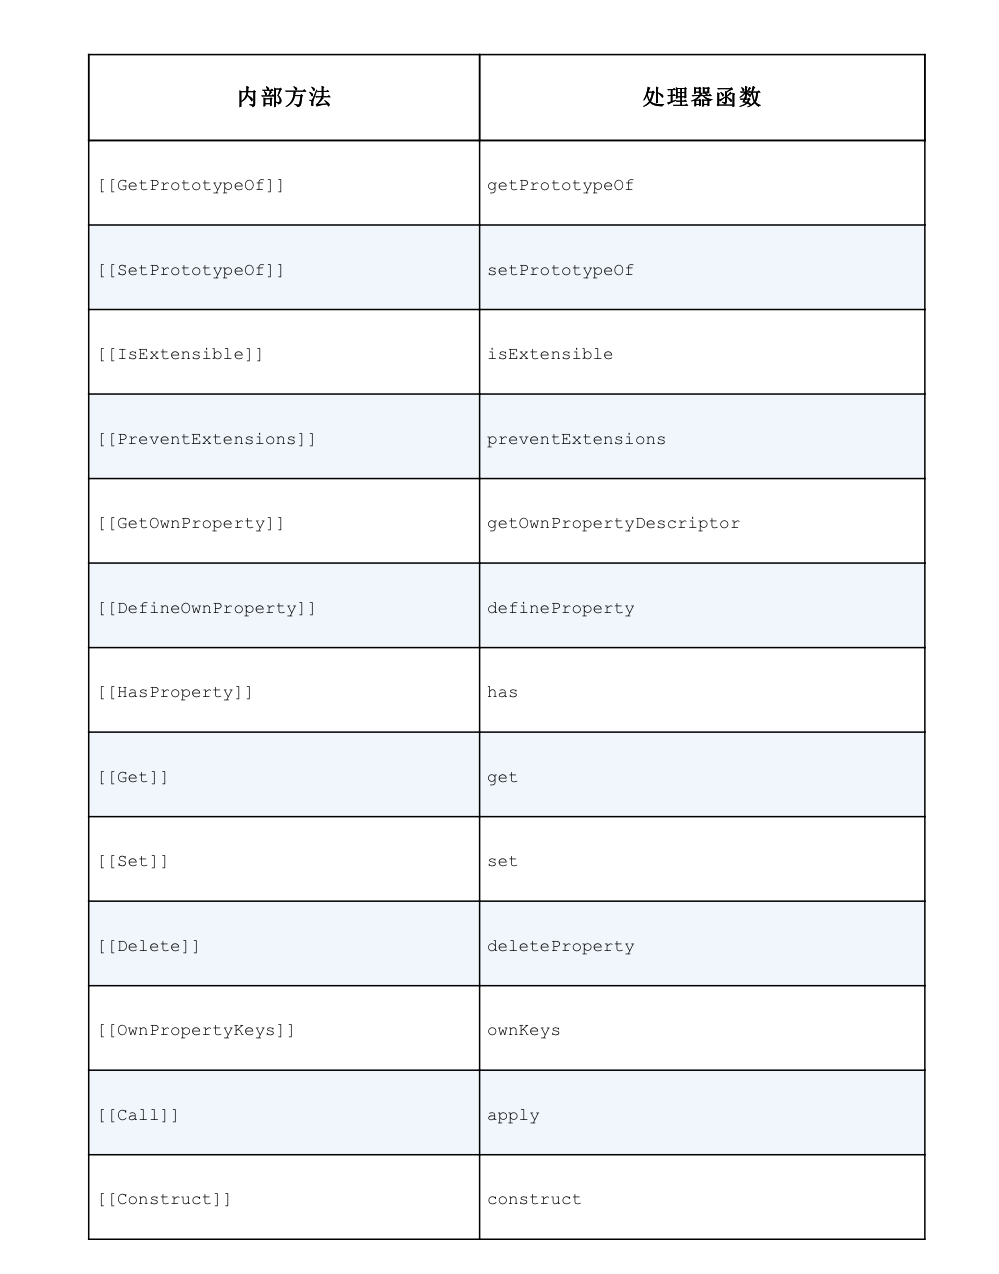 内部方法 处理器函数
[[GetPrototypeOf]] getPrototypeOf
[[SetPrototypeOf]] setPrototypeOf
[[IsExtensible]] isExtensible
[[PreventExtensions]] preventExtensions
[[GetOwnProperty]] getOwnPropertyDescriptor
[[DefineOwnProperty]] defineProperty
[[HasProperty]] has
[[Get]] get
[[Set]] set
[[Delete]] deleteProperty
[[OwnPropertyKeys]] ownKeys
[[Call]] apply
[[Construct]] construct